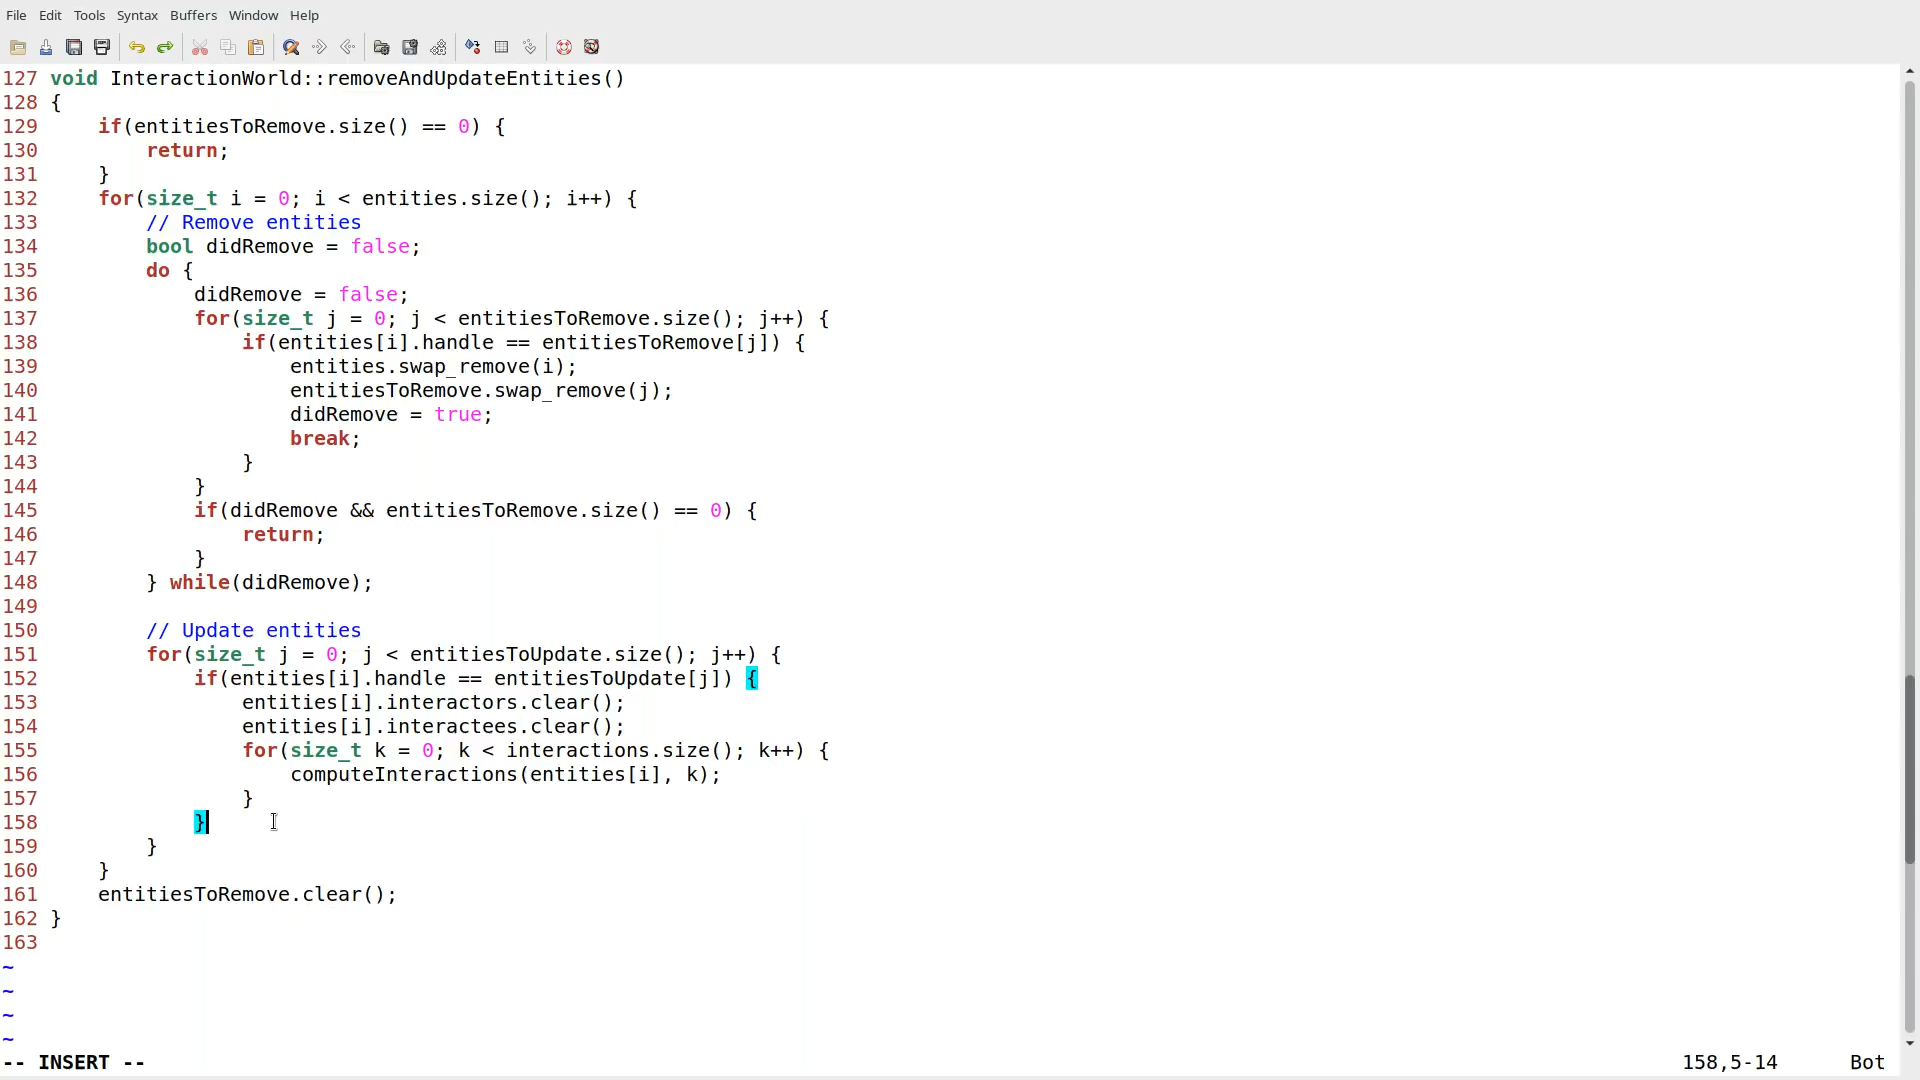 File Edit Tools Syntax Buffers Window Help
127 void InteractionWorld::removeAndUpdateEntities()
128 {
129     if(entitiesToRemove.size() == 0) {
130         return;
131     }
132     for(size_t i = 0; i < entities.size(); i++) {
133         // Remove entities
134         bool didRemove = false;
135         do {
136             didRemove = false;
137             for(size_t j = 0; j < entitiesToRemove.size(); j++) {
138                 if(entities[i].handle == entitiesToRemove[j]) {
139                     entities.swap_remove(i);
140                     entitiesToRemove.swap_remove(j);
141                     didRemove = true;
142                     break;
143                 }
144             }
145             if(didRemove && entitiesToRemove.size() == 0) {
146                 return;
147             }
148         } while(didRemove);
149
150         // Update entities
151         for(size_t j = 0; j < entitiesToUpdate.size(); j++) {
152             if(entities[i].handle == entitiesToUpdate[j]) {
153                 entities[i].interactors.clear();
154                 entities[i].interactees.clear();
155                 for(size_t k = 0; k < interactions.size(); k++) {
156                     computeInteractions(entities[i], k);
157                 }
158             }
159         }
160     }
161     entitiesToRemove.clear();
162 }
163
~
~
~
~
-- INSERT -- 158,5-14 Bot